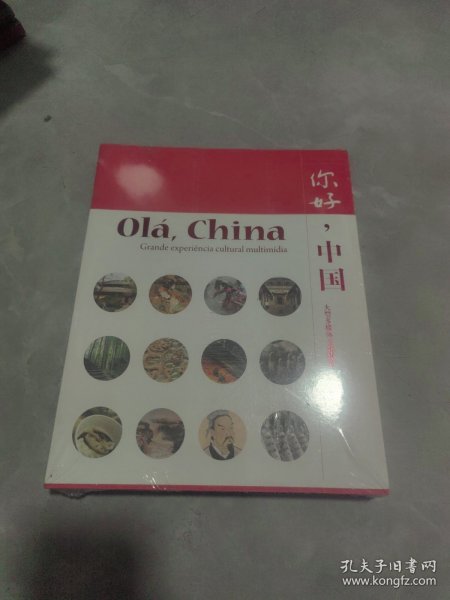 你好，中国
Olá, China
Grande experiência cultural multimídia
孔夫子旧书网
www.kongfz.com